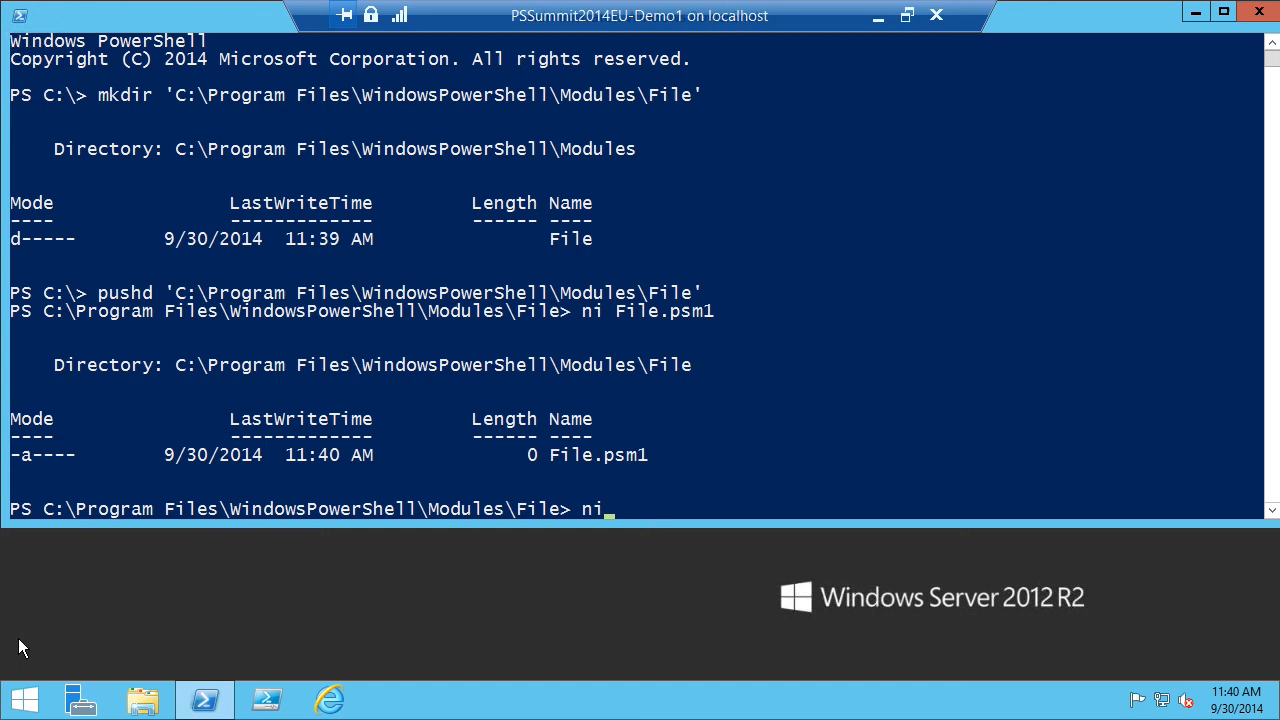 PSSummit2014EU-Demo1 on localhost
Windows PowerShell
Copyright (C) 2014 Microsoft Corporation. All rights reserved.
PS C:\> mkdir 'C:\Program Files\WindowsPowerShell\Modules\File'
Directory: C:\Program Files\WindowsPowerShell\Modules
Mode LastWriteTime Length Name
---- ------------- ------ ----
d----- 9/30/2014 11:39 AM File
PS C:\> pushd 'C:\Program Files\WindowsPowerShell\Modules\File'
PS C:\Program Files\WindowsPowerShell\Modules\File> ni File.psm1
Directory: C:\Program Files\WindowsPowerShell\Modules\File
Mode LastWriteTime Length Name
---- ------------- ------ ----
-a---- 9/30/2014 11:40 AM 0 File.psm1
PS C:\Program Files\WindowsPowerShell\Modules\File> ni
Windows Server 2012 R2
11:40 AM
9/30/2014